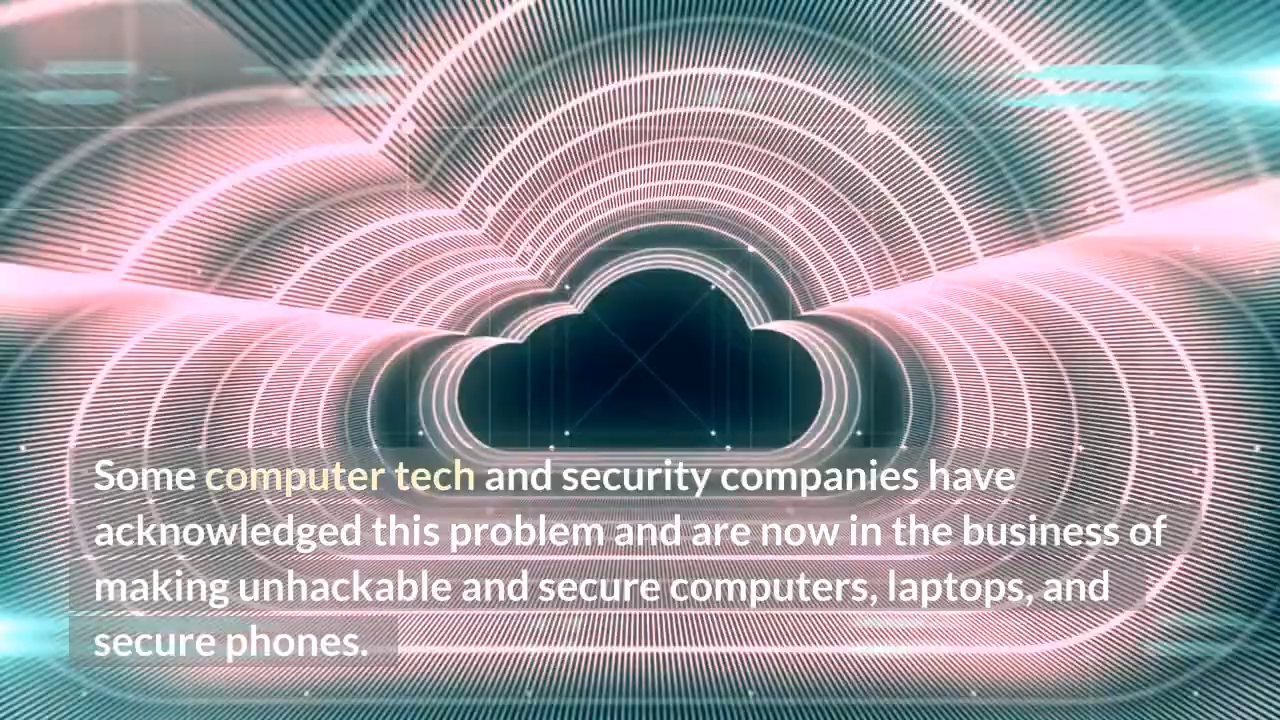 Some computer tech and security companies have
acknowledged this problem and are now in the business of
making unhackable and secure computers, laptops, and
secure phones.